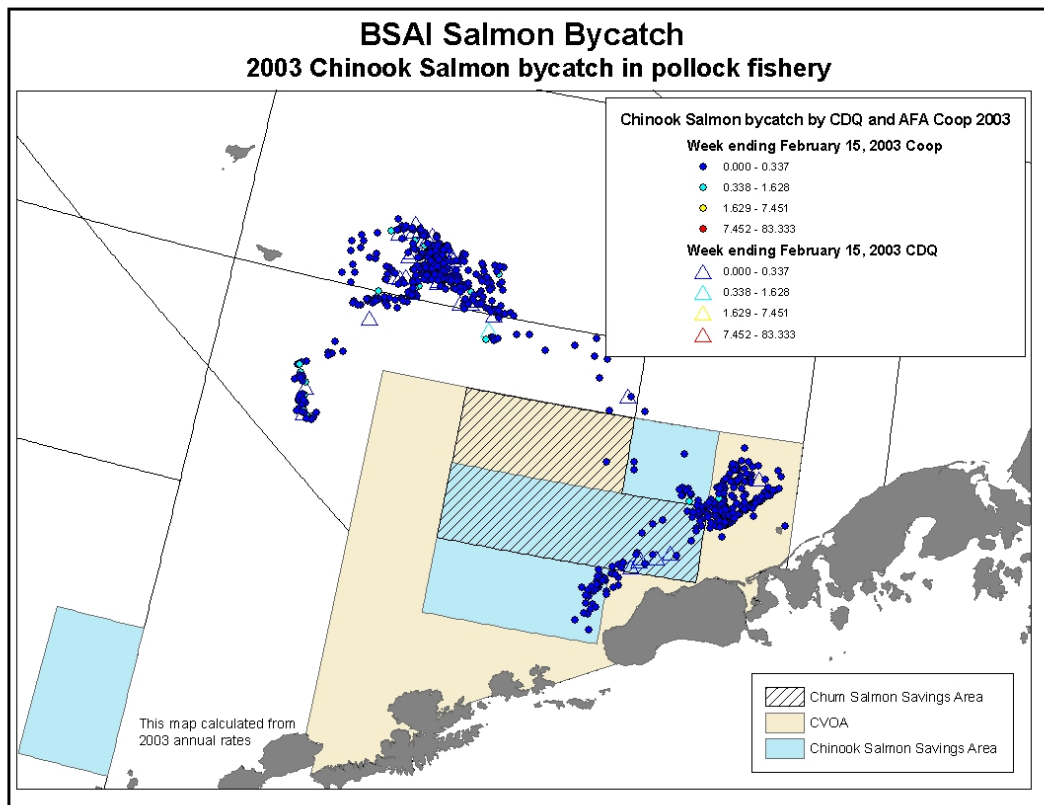 BSAI Salmon Bycatch
2003 Chinook Salmon bycatch in pollock fishery
Chinook Salmon bycatch by CDQ and AFA Coop 2003
Week ending February 15, 2003 Coop
0.000 - 0.337
0.338 - 1.628
1.629 - 7.451
7.452 - 83.333
Week ending February 15, 2003 CDQ
0.000 - 0.337
0.338 - 1.628
1.629 - 7.451
7.452 - 83.333
This map calculated from
2003 annual rates
Chum Salmon Savings Area
CVOA
Chinook Salmon Savings Area